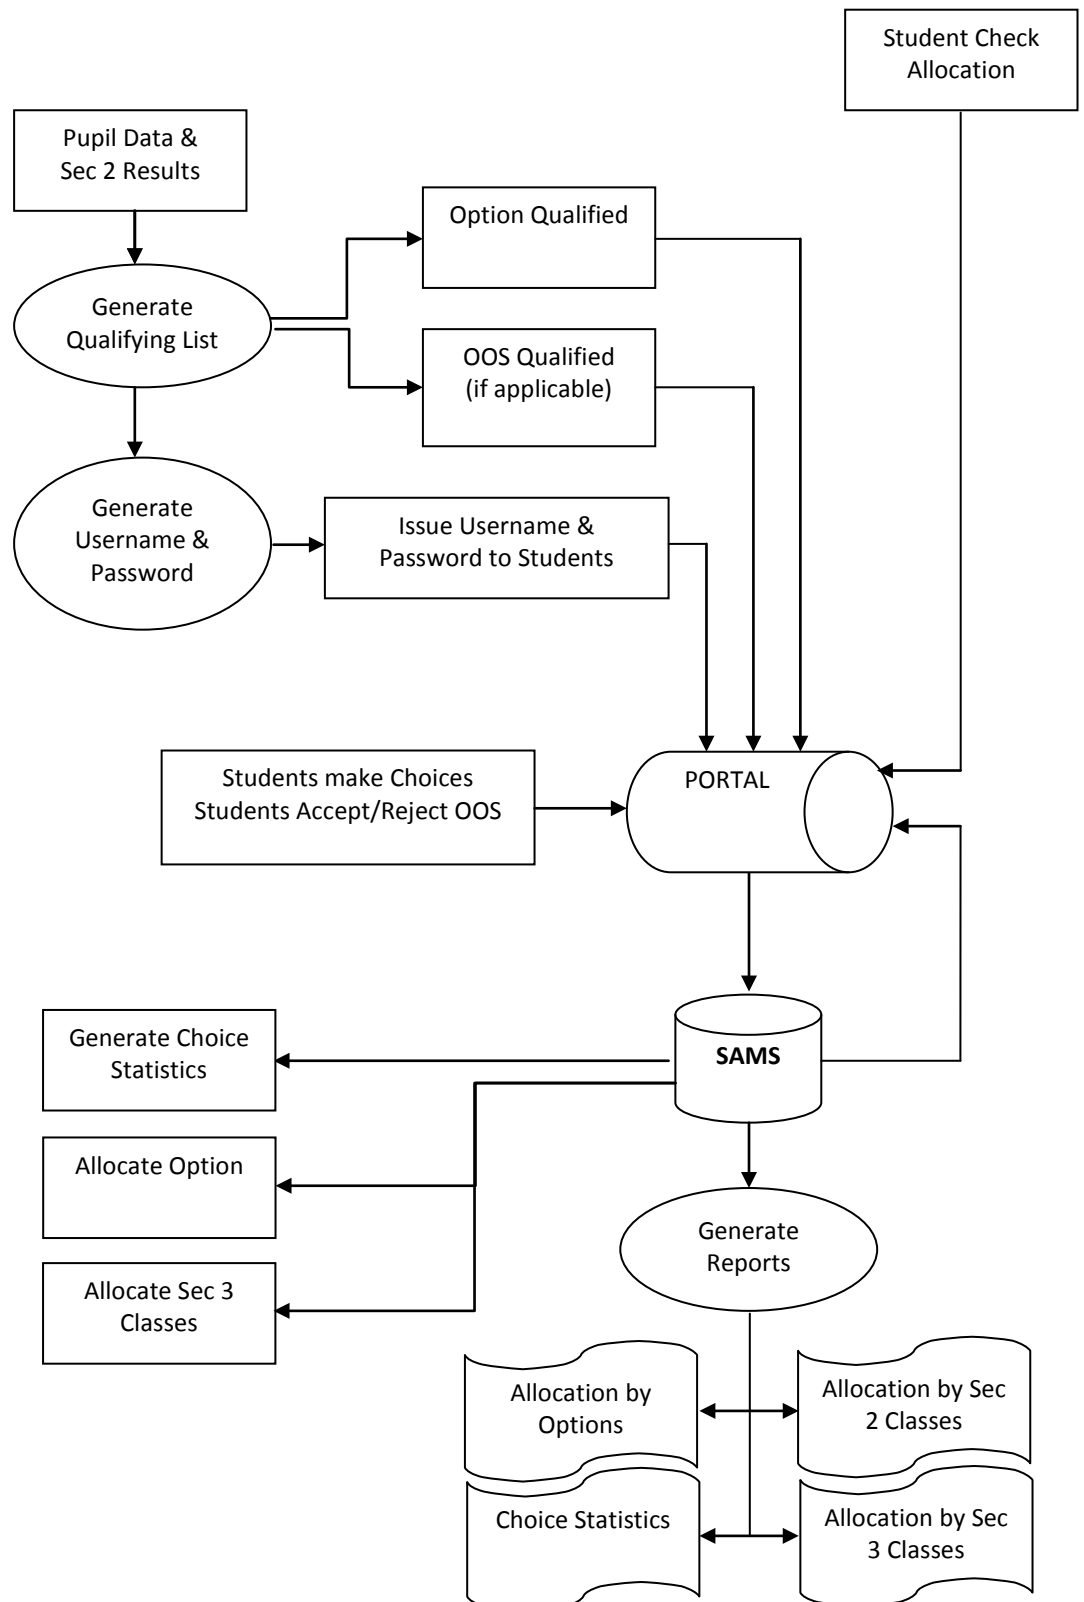 Student Check
Allocation
Pupil Data &
Sec 2 Results
Option Qualified
Generate
Qualifying List
OOS Qualified
(if applicable)
Generate
Username &
Password
Issue Username &
Password to Students
Students make Choices
Students Accept/Reject OOS
PORTAL
Generate Choice
Statistics
SAMS
Allocate Option
Generate
Reports
Allocate Sec 3
Classes
Allocation by
Options
Allocation by Sec
2 Classes
Choice Statistics
Allocation by Sec
3 Classes